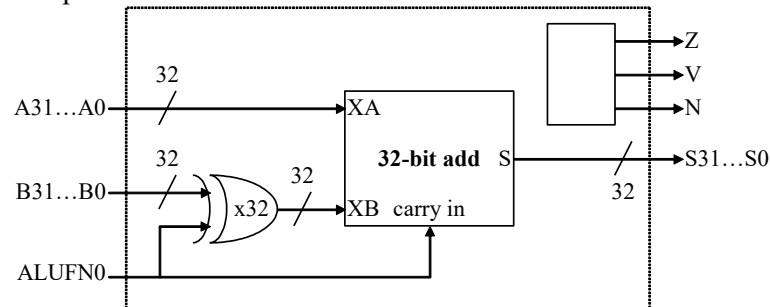 Z
32
V
A31…A0
XA
N
32
32-bit add
S
S31…S0
32
B31…B0
x32
XB
carry in
32
ALUFN0